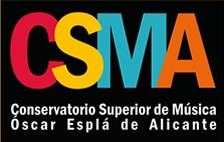 CSMA
Conservatorio Superior de Música
Óscar Esplá de Alicante